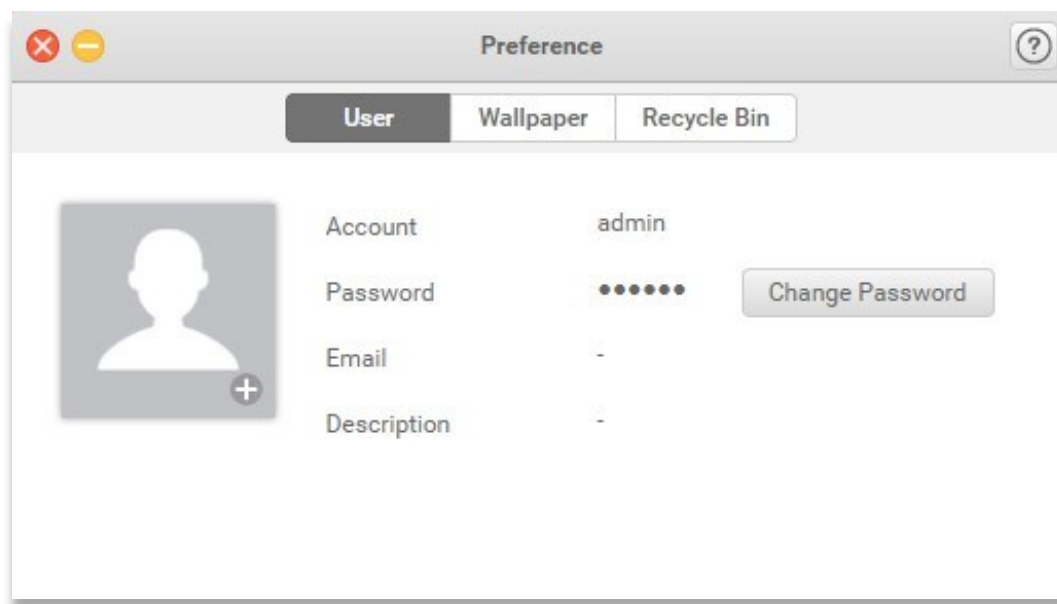 Preference
?
User Wallpaper Recycle Bin
Account admin
Password •••••• Change Password
Email -
Description -